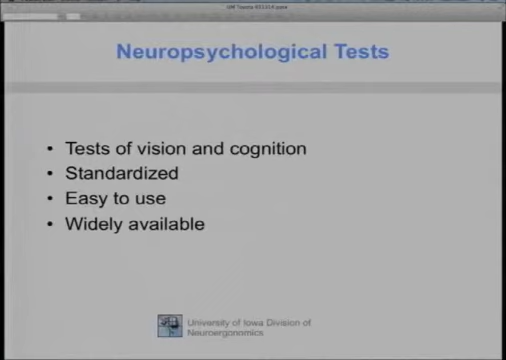 Neuropsychological Tests
• Tests of vision and cognition
• Standardized
• Easy to use
• Widely available
University of Iowa Division of
Neuroergonomics